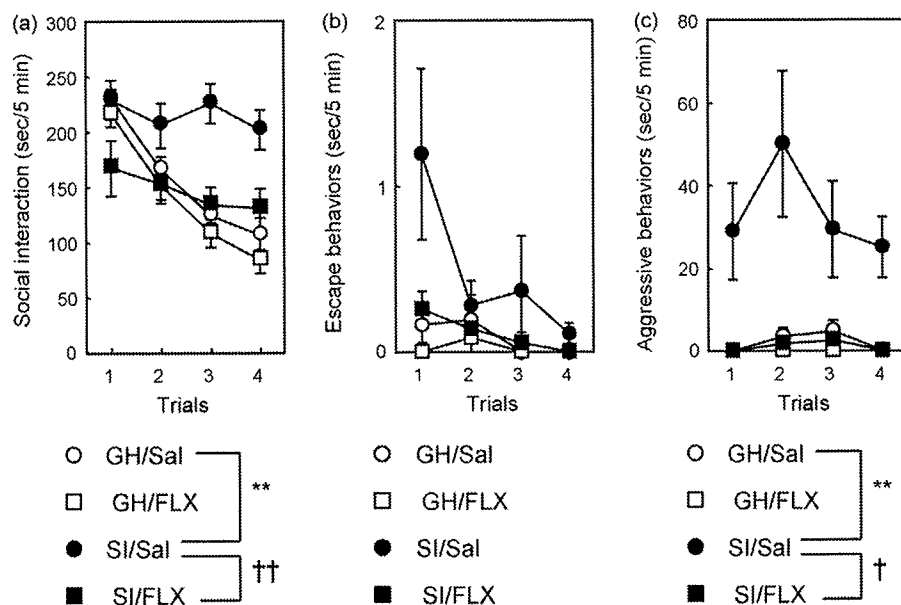 (a)
Social interaction (sec/5 min)
300
250
200
150
100
50
0
1 2 3 4
Trials
GH/Sal
GH/FLX
SI/Sal
SI/FLX
**
††
(b)
Escape behaviors (sec/5 min)
2
1
0
1 2 3 4
Trials
GH/Sal
GH/FLX
SI/Sal
SI/FLX
(c)
Aggressive behaviors (sec/5 min)
80
60
40
20
0
1 2 3 4
Trials
GH/Sal
GH/FLX
SI/Sal
SI/FLX
**
†